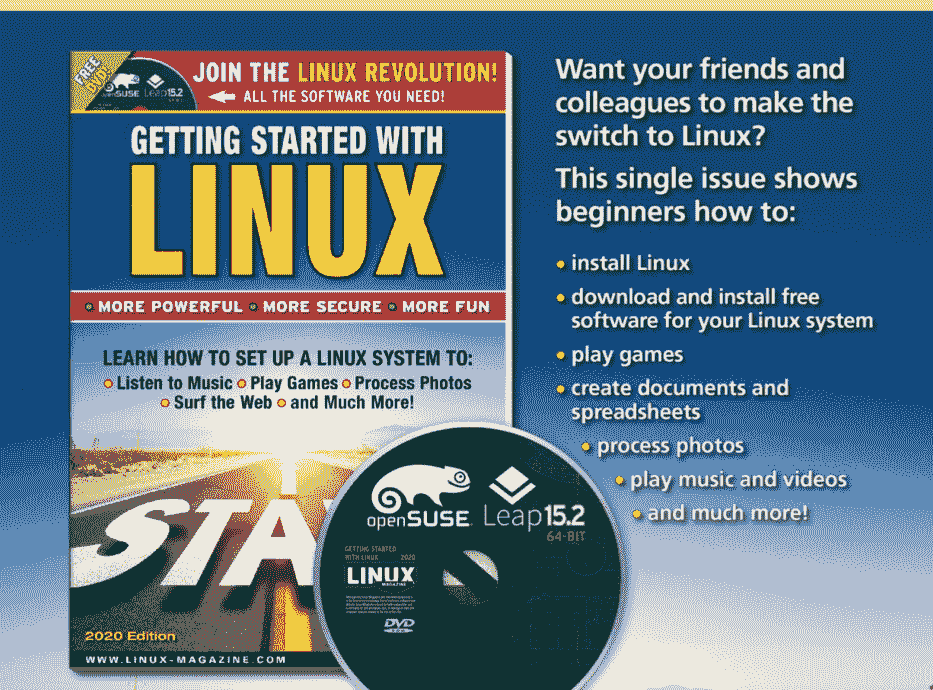 FREE DVD!
openSUSE Leap15.2
JOIN THE LINUX REVOLUTION!
ALL THE SOFTWARE YOU NEED!
GETTING STARTED WITH
LINUX
MORE POWERFUL • MORE SECURE • MORE FUN
LEARN HOW TO SET UP A LINUX SYSTEM TO:
Listen to Music • Play Games • Process Photos
• Surf the Web • and Much More!
STA
2020 Edition
WWW.LINUX-MAGAZINE.COM
openSUSE. Leap15.2
64-BIT
GETTING STARTED
WITH LINUX 2020
LINUX
MAGAZINE
DVD
Want your friends and
colleagues to make the
switch to Linux?
This single issue shows
beginners how to:
• install Linux
• download and install free
software for your Linux system
• play games
• create documents and
spreadsheets
• process photos
• play music and videos
• and much more!